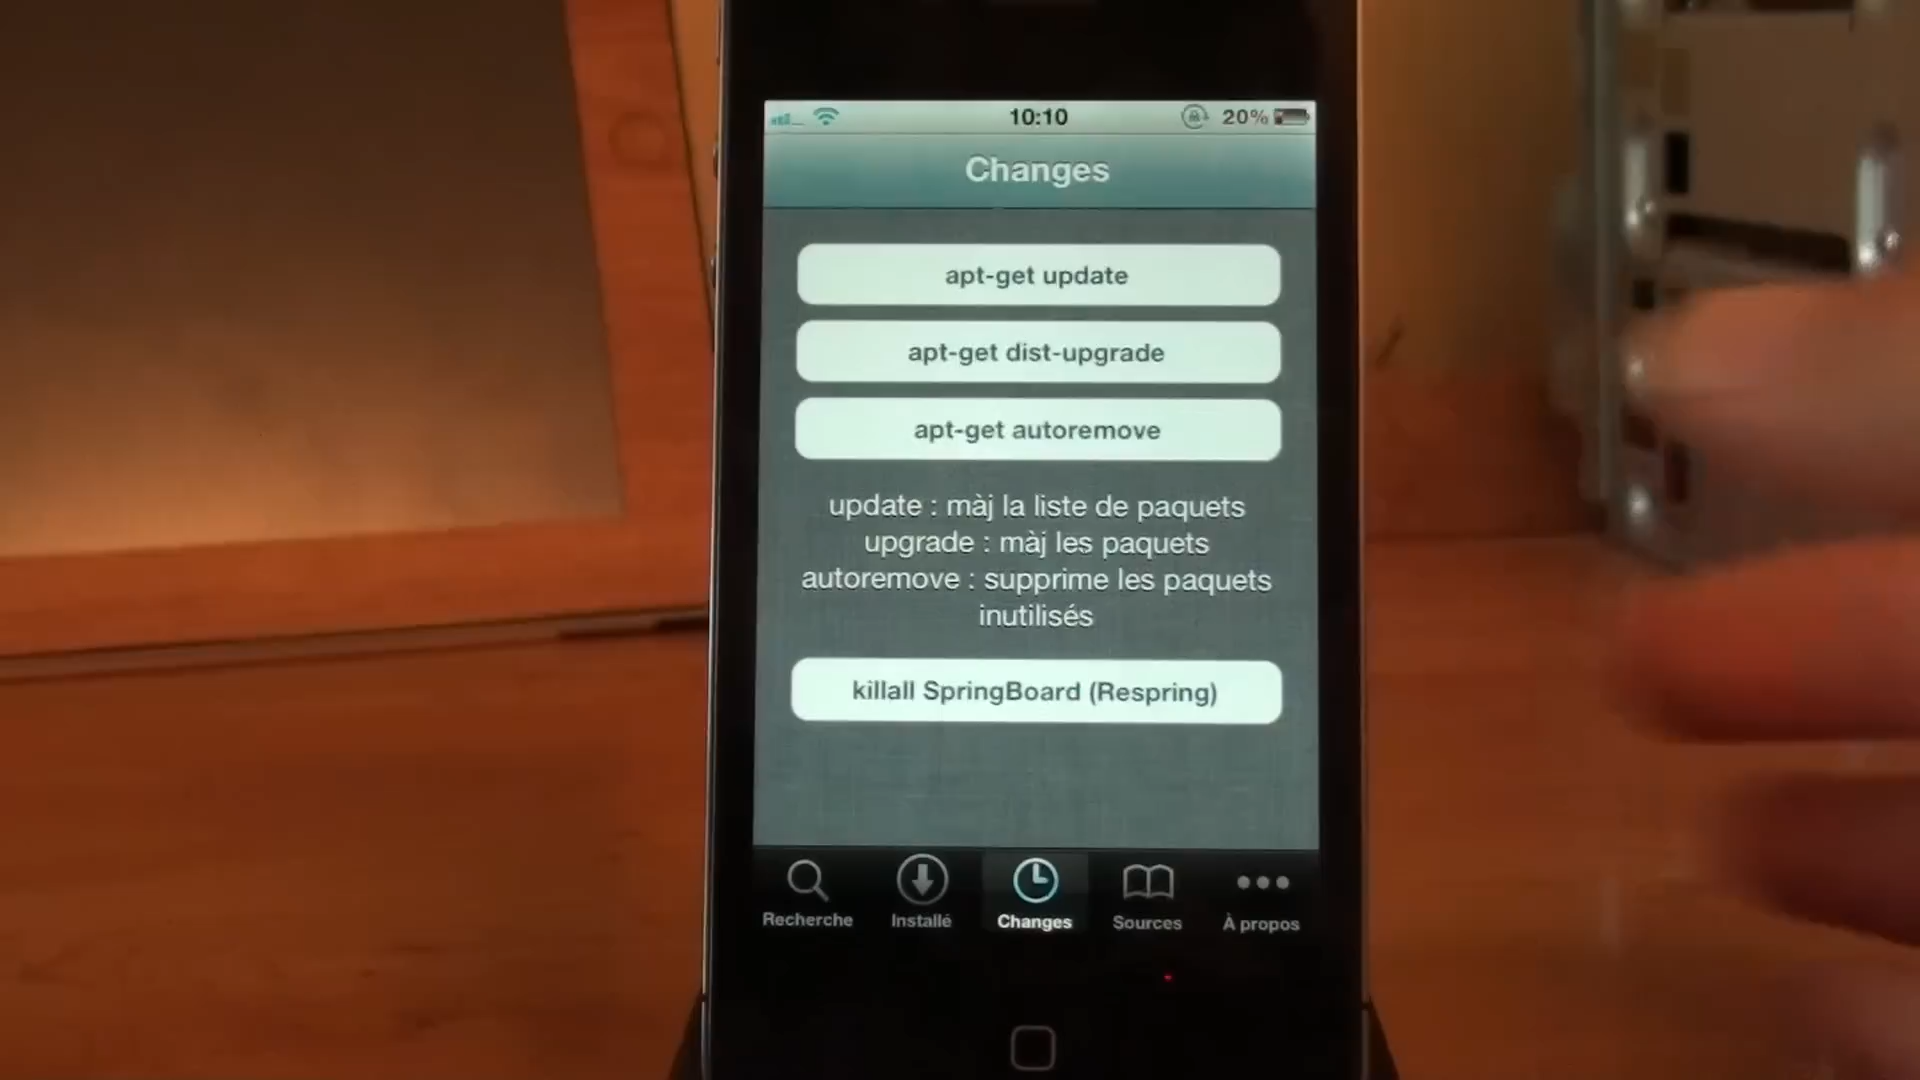 10:10
20%
Changes
apt-get update
apt-get dist-upgrade
apt-get autoremove
update : màj la liste de paquets
upgrade : màj les paquets
autoremove : supprime les paquets
inutilisés
killall SpringBoard (Respring)
Recherche
Installé
Changes
Sources
À propos